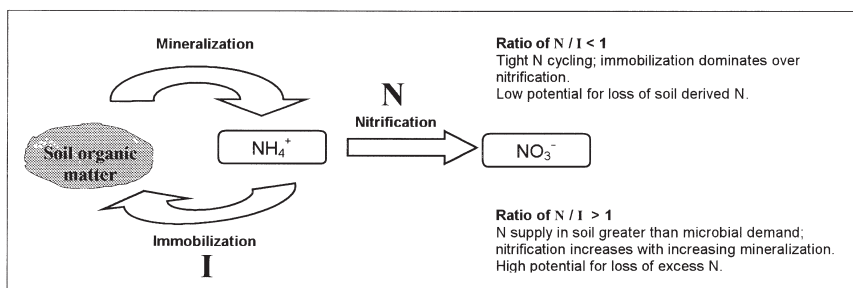 Mineralization
Ratio of N / I < 1
Tight N cycling; immobilization dominates over
nitrification.
Low potential for loss of soil derived N.
N
Nitrification
Soil organic
matter
NH₄⁺
NO₃⁻
Immobilization
I
Ratio of N / I > 1
N supply in soil greater than microbial demand;
nitrification increases with increasing mineralization.
High potential for loss of excess N.